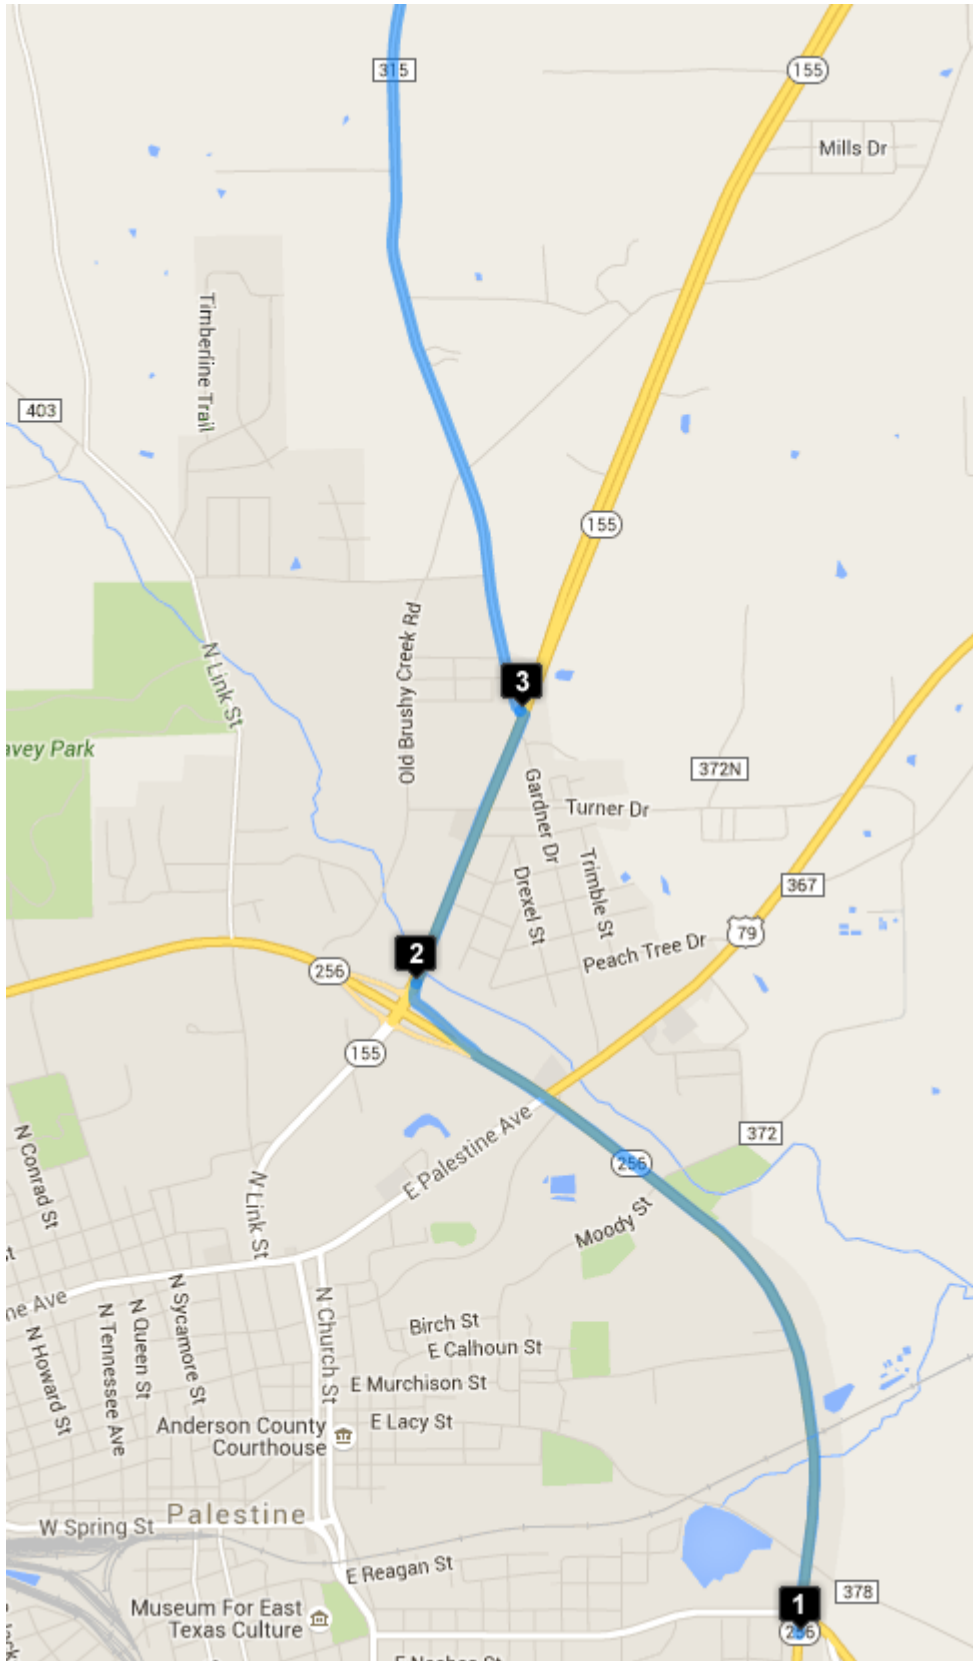 315
155
Mills Dr
Timberline Trail
403
155
Old Brushy Creek Rd
N Link St
3
avey Park
372N
Gardner Dr
Turner Dr
Trimble St
Drexel St
367
79
Peach Tree Dr
2
256
155
E Palestine Ave
372
N Conrad St
256
N Link St
Moody St
ne Ave
N Sycamore St
N Queen St
N Tennessee Ave
N Howard St
N Church St
Birch St
E Calhoun St
E Murchison St
Anderson County
Courthouse
E Lacy St
Palestine
W Spring St
E Reagan St
378
1
256
Museum For East
Texas Culture